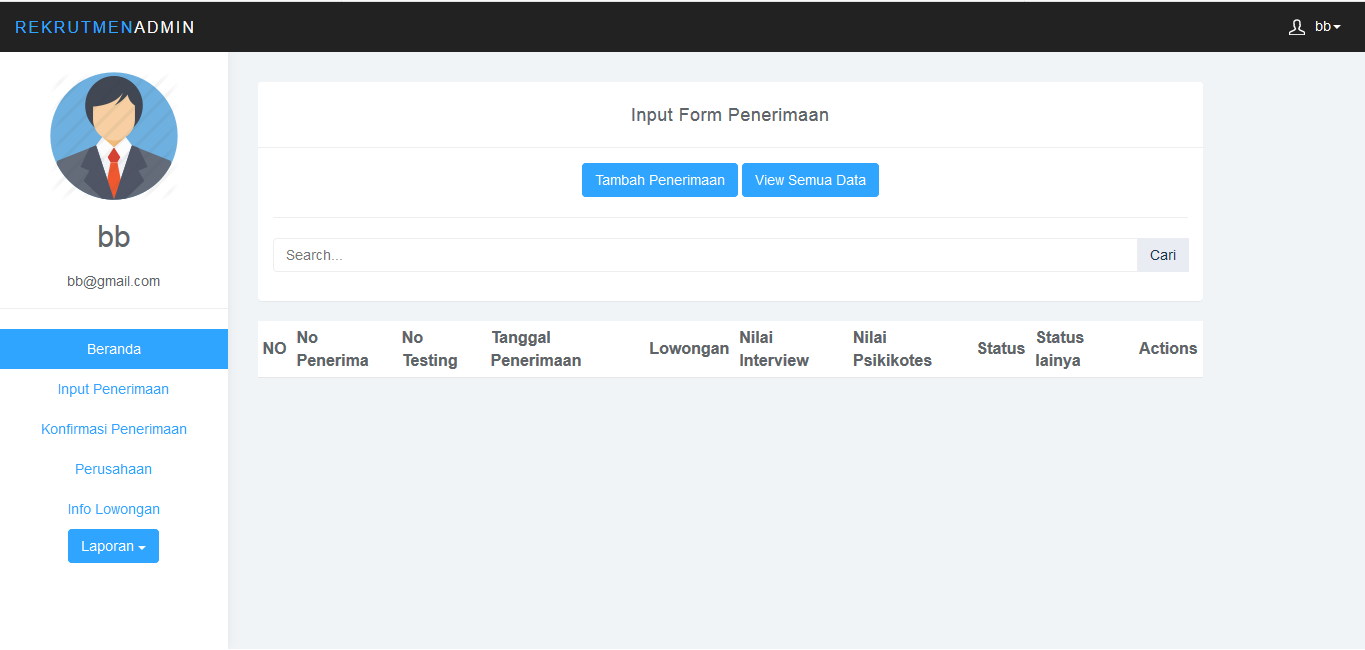 REKRUTMENADMIN
bb
bb
bb@gmail.com
Beranda
Input Penerimaan
Konfirmasi Penerimaan
Perusahaan
Info Lowongan
Laporan
Input Form Penerimaan
Tambah Penerimaan View Semua Data
Search... Cari
NO No Penerima No Testing Tanggal Penerimaan Lowongan Nilai Interview Nilai Psikikotes Status Status lainya Actions